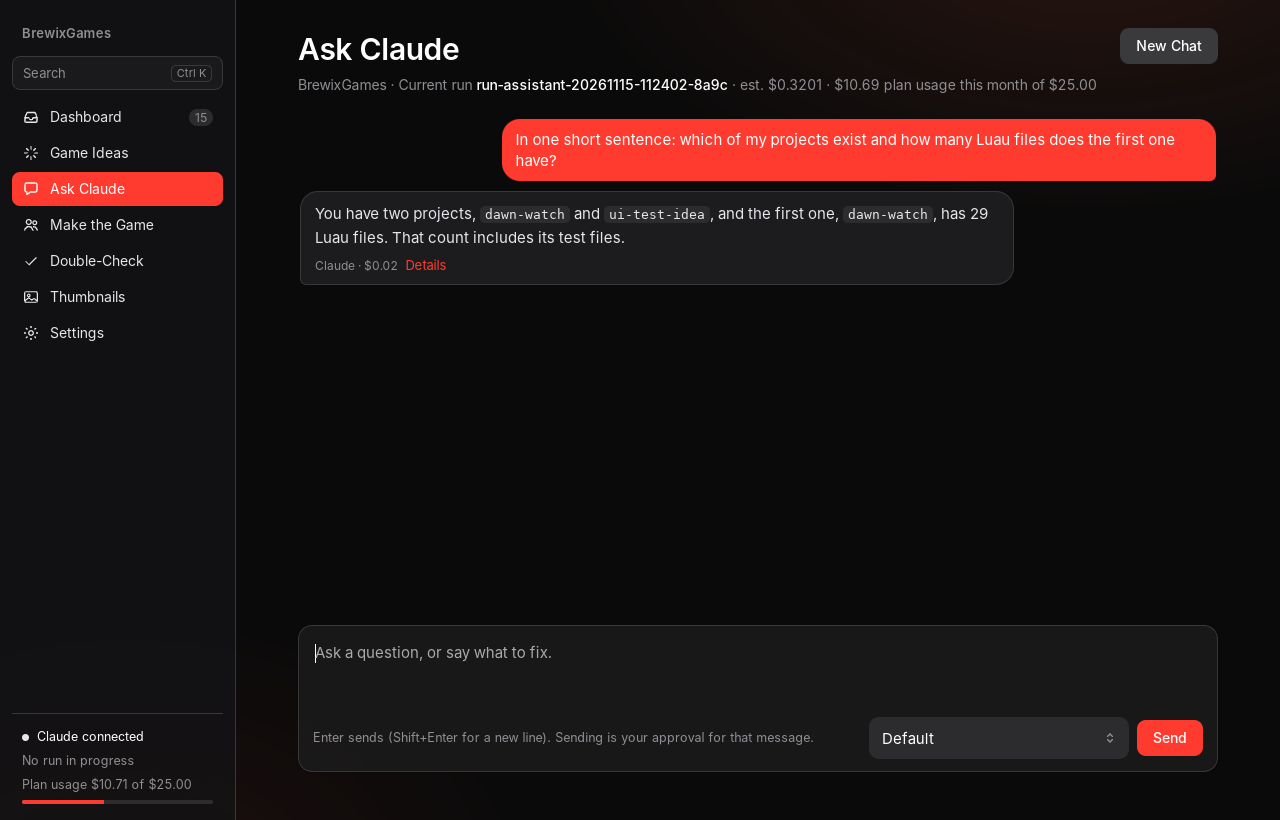 BrewixGames
Search
Ctrl K
Dashboard
15
Game Ideas
Ask Claude
Make the Game
Double-Check
Thumbnails
Settings
Claude connected
No run in progress
Plan usage $10.71 of $25.00
Ask Claude
New Chat
BrewixGames · Current run run-assistant-20261115-112402-8a9c · est. $0.3201 · $10.69 plan usage this month of $25.00
In one short sentence: which of my projects exist and how many Luau files does the first one
have?
You have two projects, dawn-watch and ui-test-idea, and the first one, dawn-watch, has 29
Luau files. That count includes its test files.
Claude · $0.02 Details
Ask a question, or say what to fix.
Enter sends (Shift+Enter for a new line). Sending is your approval for that message.
Default
Send